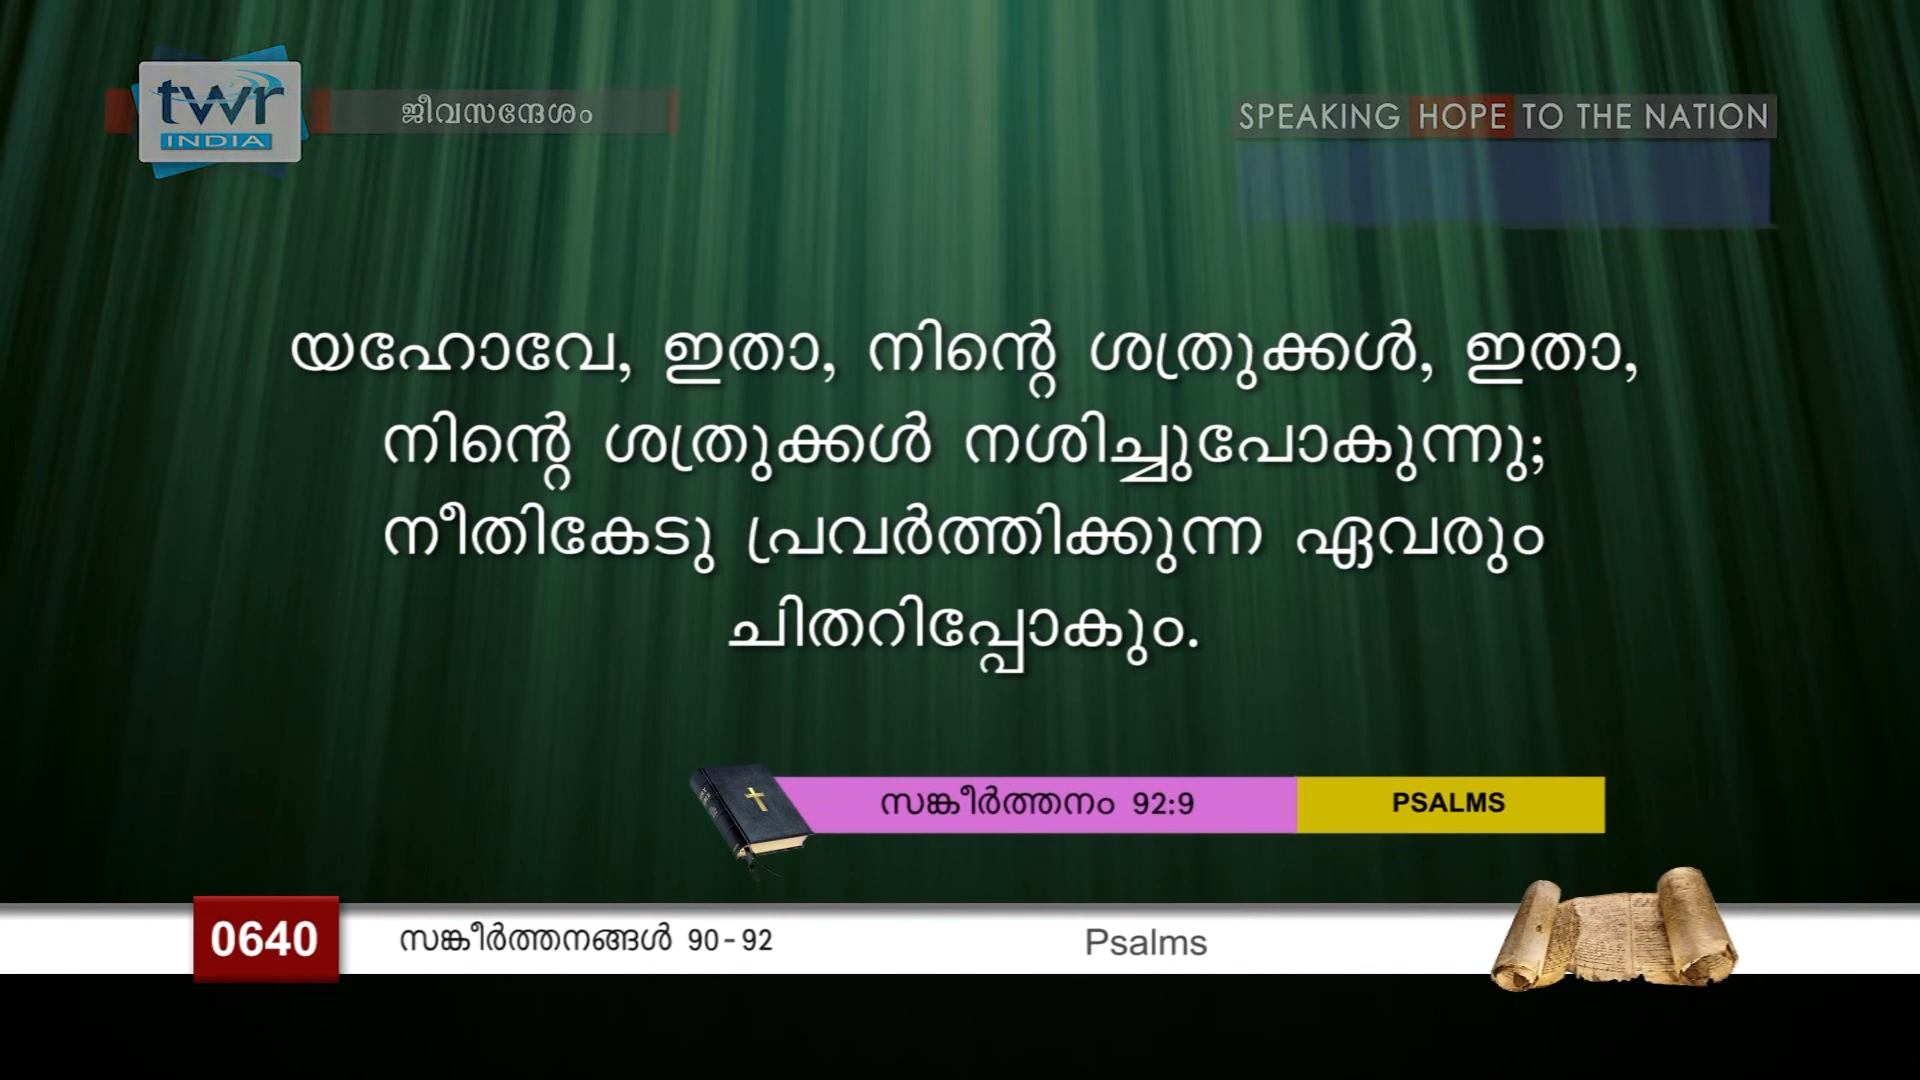 twr
INDIA
ജീവസന്ദേശം
SPEAKING HOPE TO THE NATION
യഹോവേ, ഇതാ, നിന്റെ ശത്രുക്കൾ, ഇതാ,
നിന്റെ ശത്രുക്കൾ നശിച്ചുപോകുന്നു;
നീതികേടു പ്രവർത്തിക്കുന്ന ഏവരും
ചിതറിപ്പോകും.
സങ്കീർത്തനം 92:9
PSALMS
0640
സങ്കീർത്തനങ്ങൾ 90-92
Psalms